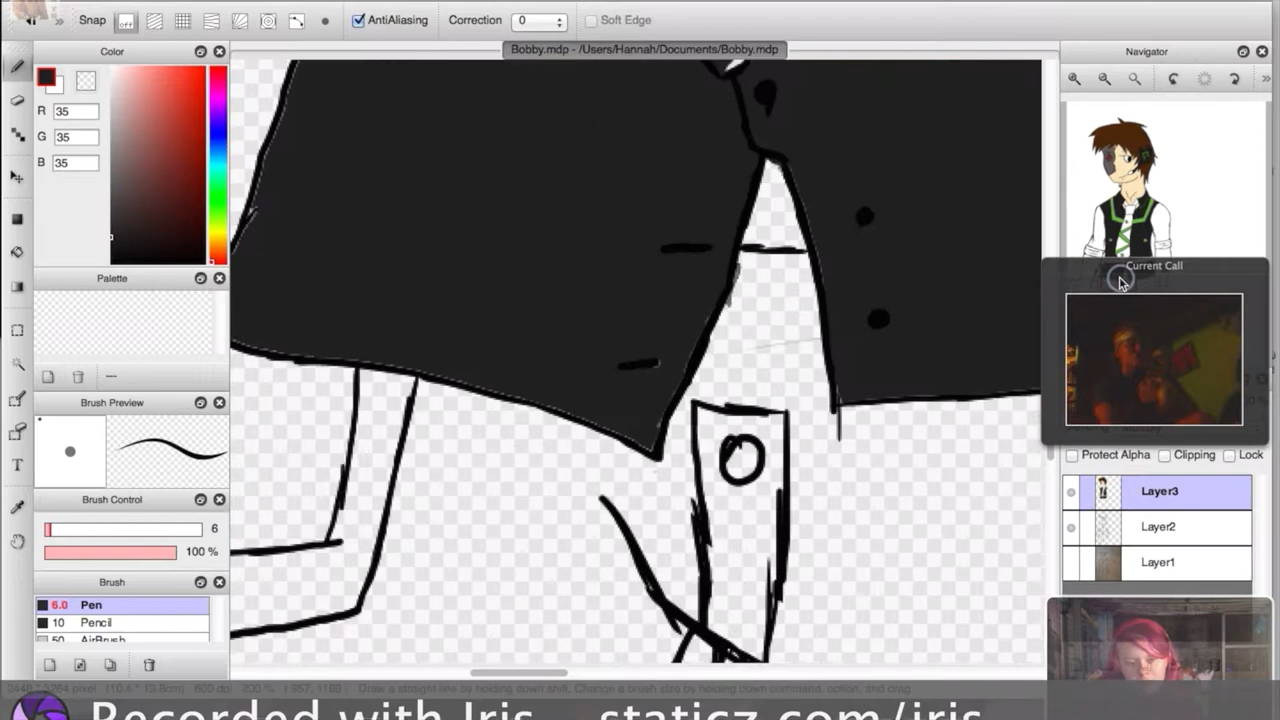 Snap off AntiAliasing Correction 0 Soft Edge
Color
Bobby.mdp - /Users/Hannah/Documents/Bobby.mdp
Navigator
R 35
G 35
B 35
Palette
Current Call
---
Brush Preview
Protect Alpha Clipping Lock
Layer3
Brush Control
6
Layer2
100 %
Layer1
Brush
6.0 Pen
10 Pencil
50 AirBrush
Draw a straight line by holding down shift. Change a brush size by holding down command, option, and drag
Recorded with Iris staticz.com/iris